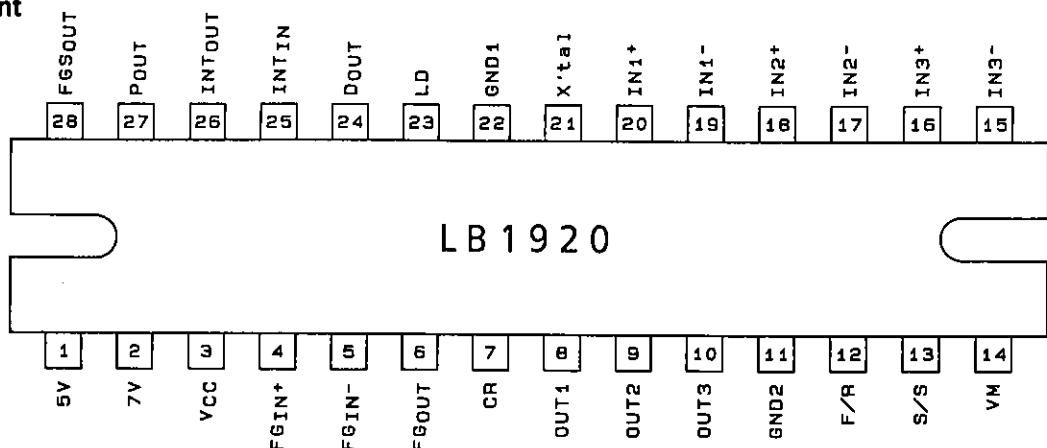 nt
FGSOUT POUT INTOUT INTIN DOUT LD GND1 X'tal IN1+ IN1- IN2+ IN2- IN3+ IN3-
28 27 26 25 24 23 22 21 20 19 18 17 16 15
LB1920
1 2 3 4 5 6 7 8 9 10 11 12 13 14
5V 7V VCC FGIN+ FGIN- FGOUT CR OUT1 OUT2 OUT3 GND2 F/R S/S VM